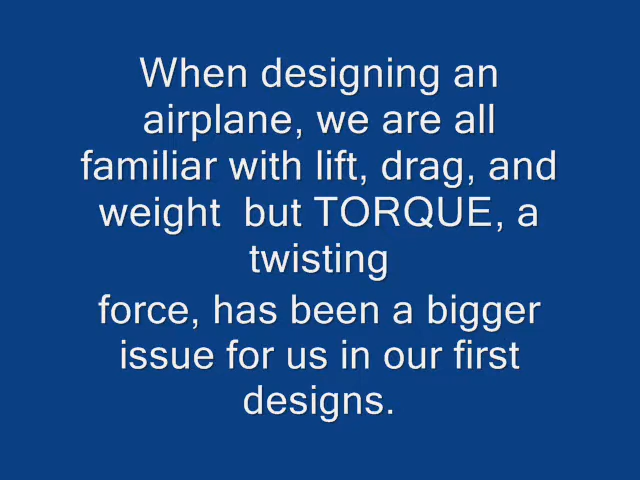 When designing an
airplane, we are all
familiar with lift, drag, and
weight  but TORQUE, a
twisting
force, has been a bigger
issue for us in our first
designs.